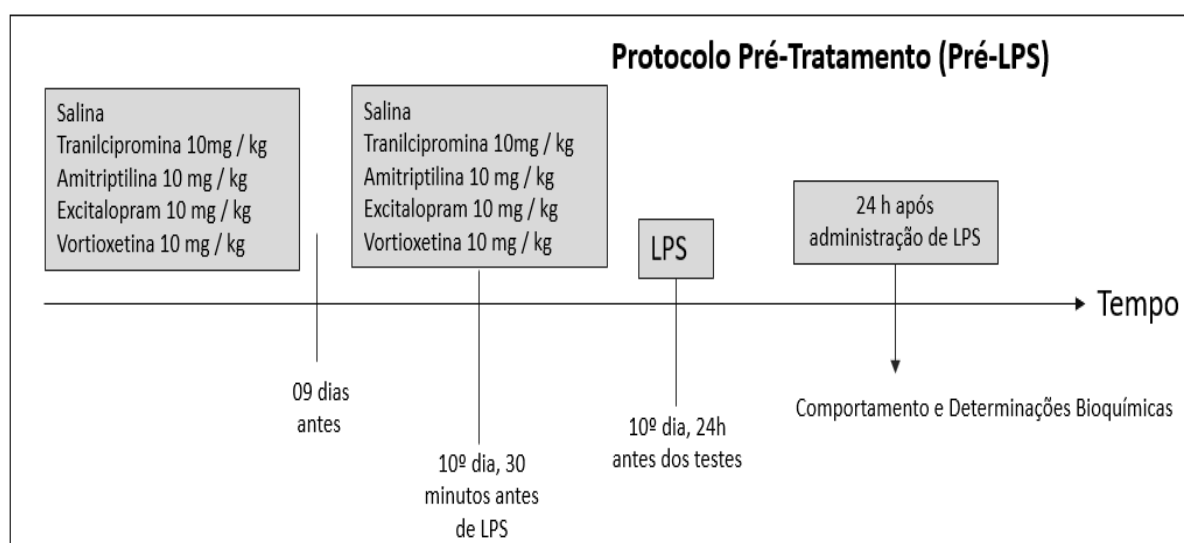 Protocolo Pré-Tratamento (Pré-LPS)
Salina
Tranilcipromina 10mg / kg
Amitriptilina 10 mg / kg
Excitalopram 10 mg / kg
Vortioxetina 10 mg / kg
Salina
Tranilcipromina 10mg / kg
Amitriptilina 10 mg / kg
Excitalopram 10 mg / kg
Vortioxetina 10 mg / kg
LPS
24 h após
administração de LPS
Tempo
09 dias
antes
10º dia, 30
minutos antes
de LPS
10º dia, 24h
antes dos testes
Comportamento e Determinações Bioquímicas